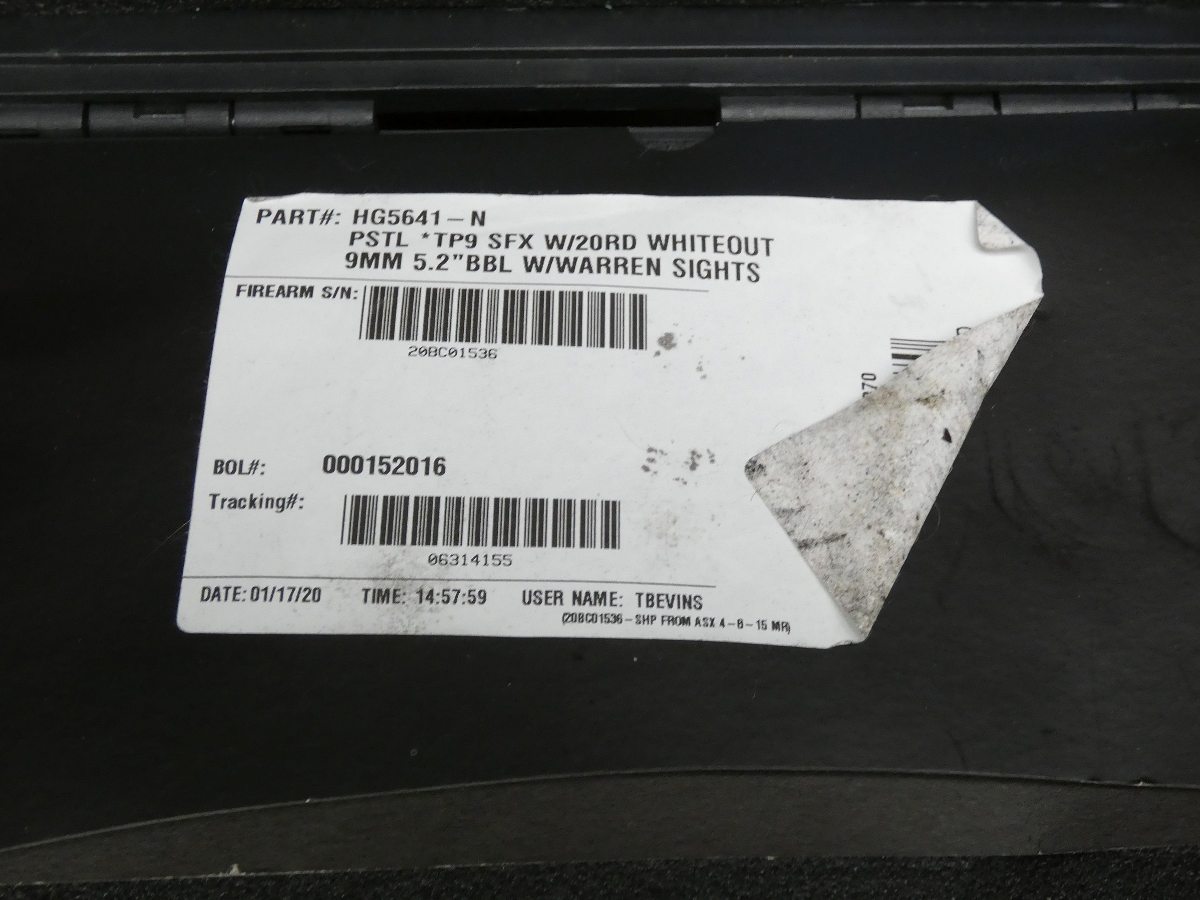 PART#: HG5641-N
PSTL *TP9 SFX W/20RD WHITEOUT
9MM 5.2"BBL W/WARREN SIGHTS
FIREARM S/N:
20BC01536
BOL#: 000152016
Tracking#:
06314155
DATE: 01/17/20 TIME: 14:57:59 USER NAME: TBEVINS
(20BC01536-SHP FROM ASX 4-8-15 MR)